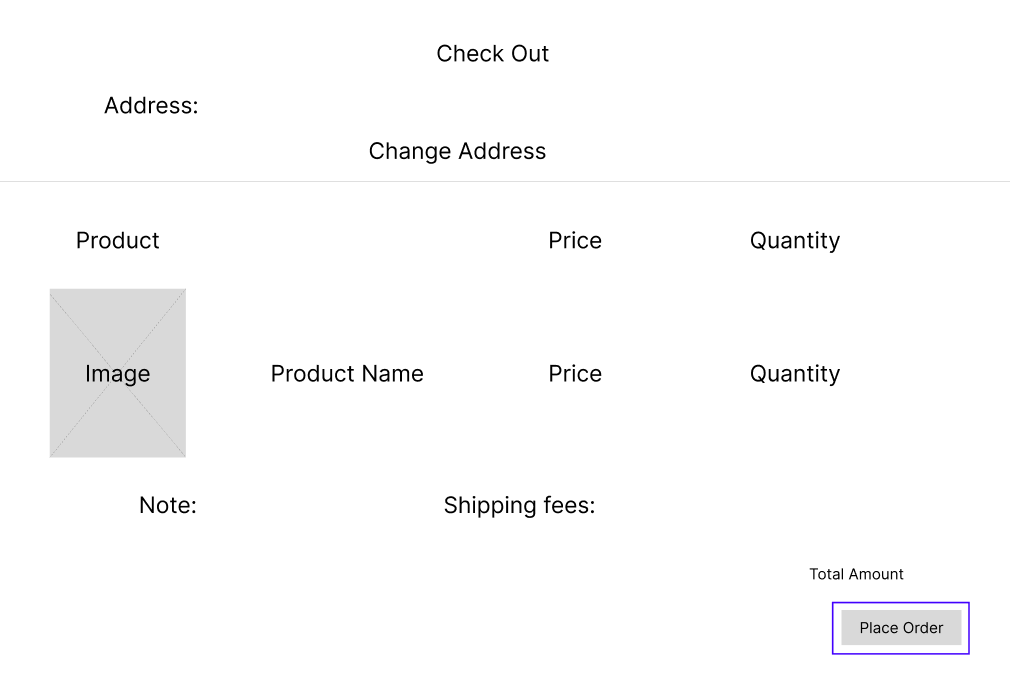 Check Out
Address:
Change Address
Product Price Quantity
Image Product Name Price Quantity
Note: Shipping fees:
Total Amount
Place Order